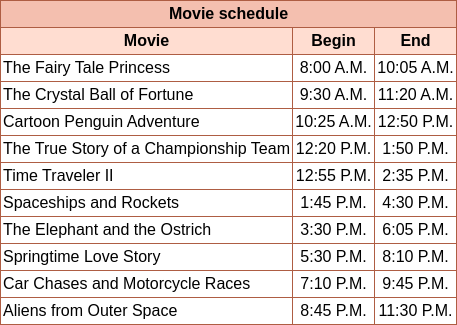 Movie schedule
Movie Begin End
The Fairy Tale Princess 8:00 A.M. 10:05 A.M.
The Crystal Ball of Fortune 9:30 A.M. 11:20 A.M.
Cartoon Penguin Adventure 10:25 A.M. 12:50 P.M.
The True Story of a Championship Team 12:20 P.M. 1:50 P.M.
Time Traveler II 12:55 P.M. 2:35 P.M.
Spaceships and Rockets 1:45 P.M. 4:30 P.M.
The Elephant and the Ostrich 3:30 P.M. 6:05 P.M.
Springtime Love Story 5:30 P.M. 8:10 P.M.
Car Chases and Motorcycle Races 7:10 P.M. 9:45 P.M.
Aliens from Outer Space 8:45 P.M. 11:30 P.M.